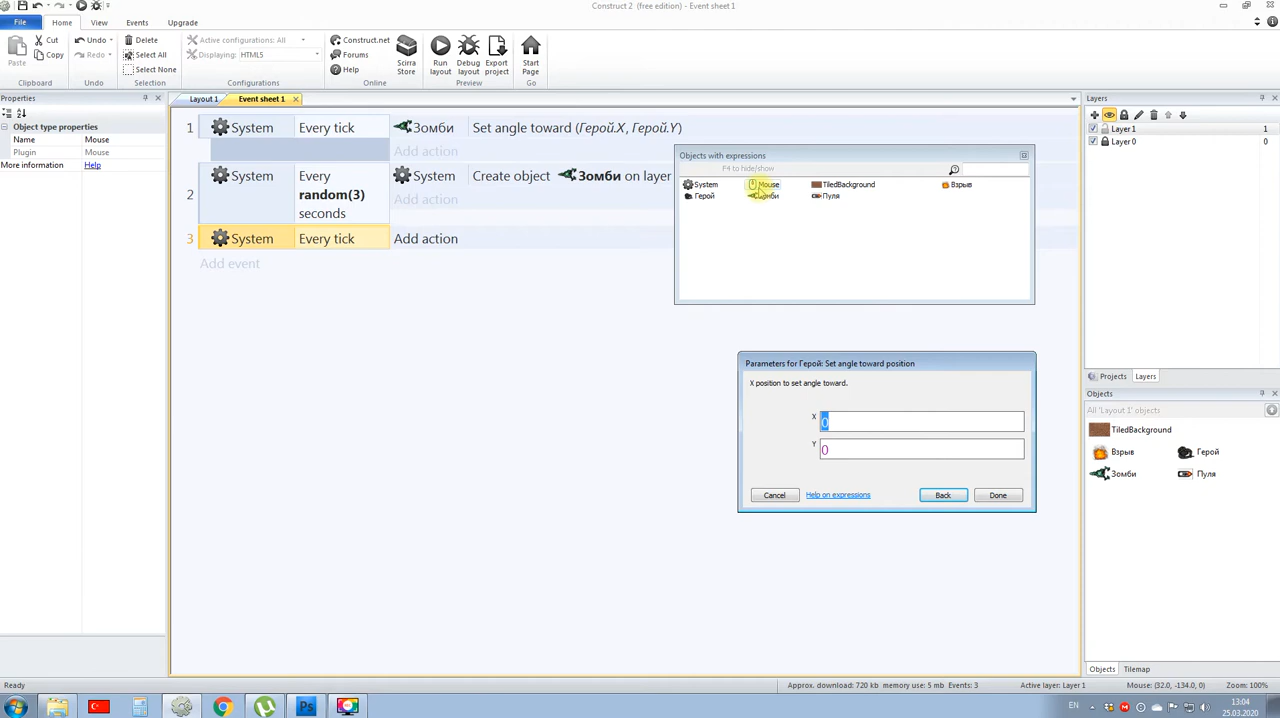 Construct 2 (free edition) - Event sheet 1
File
Home
View
Events
Upgrade
Paste
Cut
Copy
Clipboard
Undo
Redo
Undo
Delete
Select All
Select None
Selection
Active configurations: All
Displaying: HTML5
Configurations
Construct.net
Forums
Help
Scirra Store
Online
Run layout
Debug layout
Export project
Preview
Start Page
Go
Properties
Object type properties
Name Mouse
Plugin Mouse
More information Help
Layout 1
Event sheet 1
1 System Every tick Зомби Set angle toward (Герой.X, Герой.Y)
Add action
2 System Every random(3) seconds System Create object Зомби on layer
Add action
3 System Every tick Add action
Add event
Objects with expressions
F4 to hide/show
System Mouse TiledBackground Взрыв
Герой Зомби Пуля
Parameters for Герой: Set angle toward position
X position to set angle toward.
X 0
Y 0
Cancel
Help on expressions
Back
Done
Layers
Layer 1 1
Layer 0 0
Projects
Layers
Objects
All 'Layout 1' objects
TiledBackground
Взрыв Герой
Зомби Пуля
Objects
Tilemap
Ready
Approx. download: 720 kb
memory use: 5 mb
Events: 3
Active layer: Layer 1
Mouse: (32.0, -134.0, 0)
Zoom: 100%
EN
13:04
25.03.2020